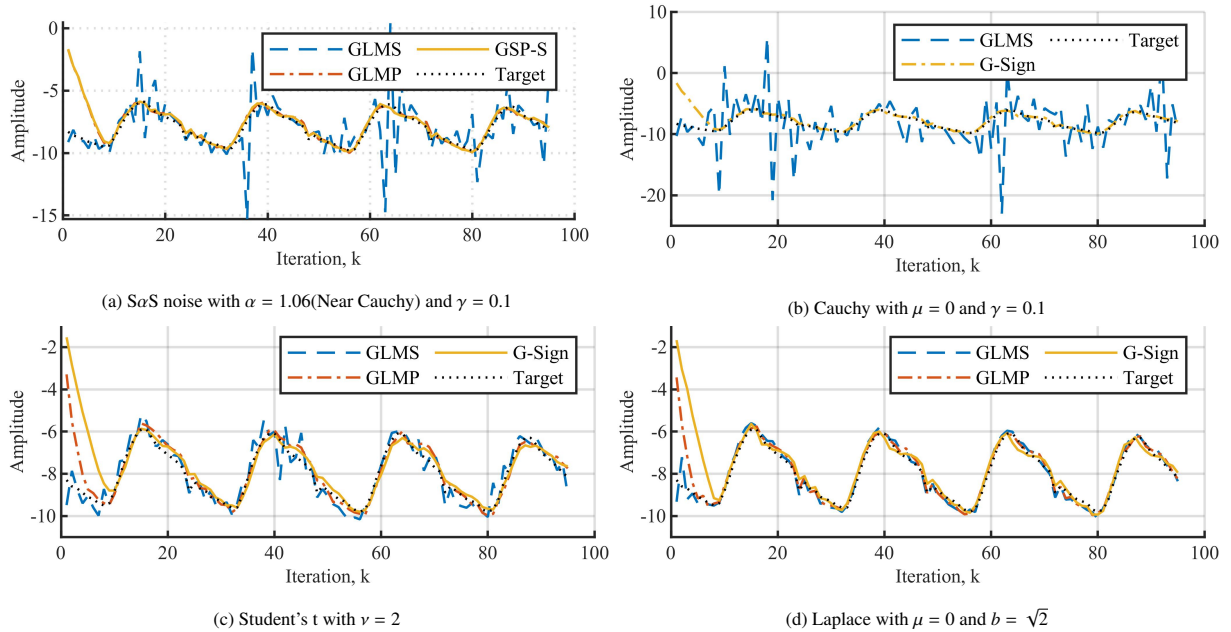 0
-5
-10
-15
Amplitude
GLMS
GSP-S
GLMP
Target
0 20 40 60 80 100
Iteration, k
(a) SαS noise with α = 1.06(Near Cauchy) and γ = 0.1
10
0
-10
-20
Amplitude
GLMS
Target
G-Sign
0 20 40 60 80 100
Iteration, k
(b) Cauchy with μ = 0 and γ = 0.1
-2
-4
-6
-8
-10
Amplitude
GLMS
G-Sign
GLMP
Target
0 20 40 60 80 100
Iteration, k
(c) Student's t with ν = 2
-2
-4
-6
-8
-10
Amplitude
GLMS
G-Sign
GLMP
Target
0 20 40 60 80 100
Iteration, k
(d) Laplace with μ = 0 and b = √2